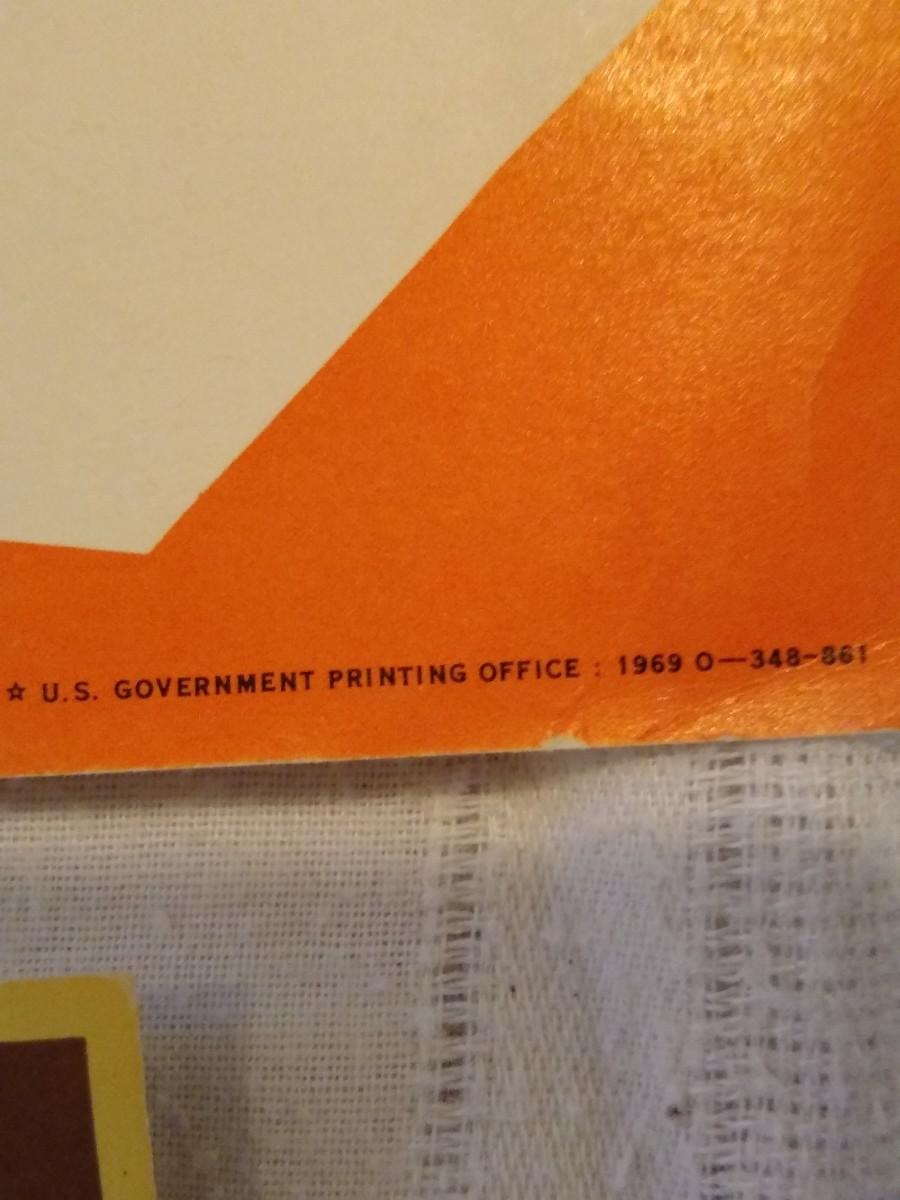 ☆ U.S. GOVERNMENT PRINTING OFFICE : 1969 O—348-861